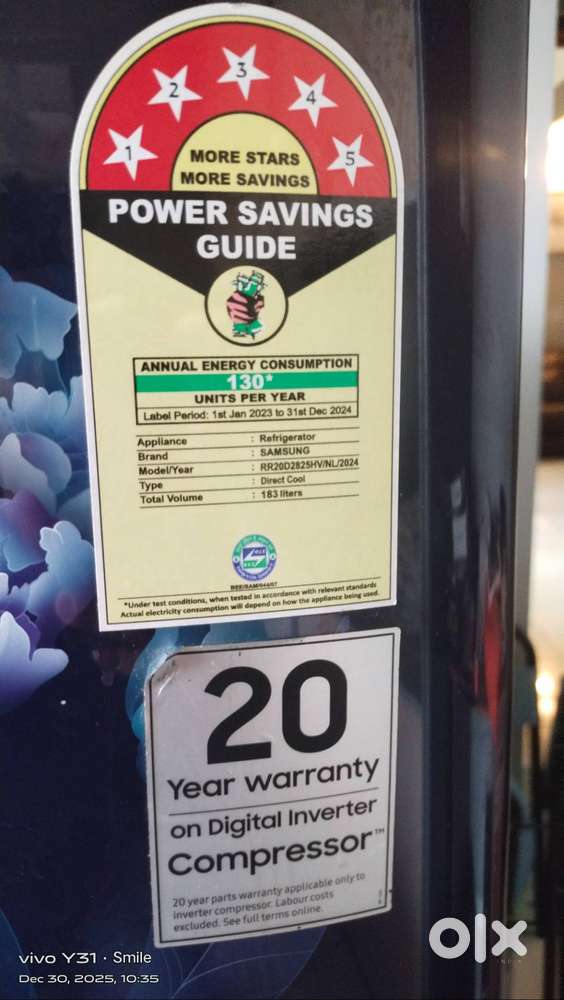 1 2 3 4 5
MORE STARS
MORE SAVINGS
POWER SAVINGS
GUIDE
ANNUAL ENERGY CONSUMPTION
130*
UNITS PER YEAR
Label Period: 1st Jan 2023 to 31st Dec 2024
Appliance : Refrigerator
Brand : SAMSUNG
Model/Year : RR20D2825HV/NL/2024
Type : Direct Cool
Total Volume : 183 liters
*Under test conditions, when tested in accordance with relevant standards
Actual electricity consumption will depend on how the appliance being used.
20
Year warranty
on Digital Inverter
Compressor™
20 year parts warranty applicable only to
inverter compressor. Labour costs
excluded. See full terms online.
olx
INDIA
vivo Y31 · Smile
Dec 30, 2025, 10:35